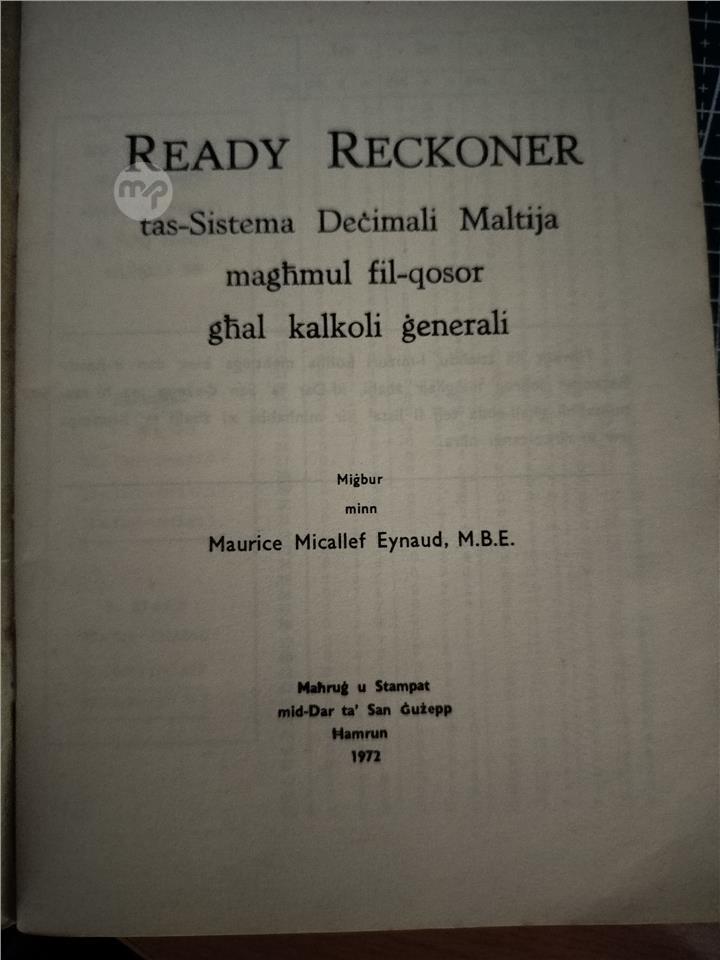 READY RECKONER
mp
tas-Sistema Deċimali Maltija
magħmul fil-qosor
għal kalkoli ġenerali
Miġbur
minn
Maurice Micallef Eynaud, M.B.E.
Maħruġ u Stampat
mid-Dar ta' San Ġużepp
Ħamrun
1972